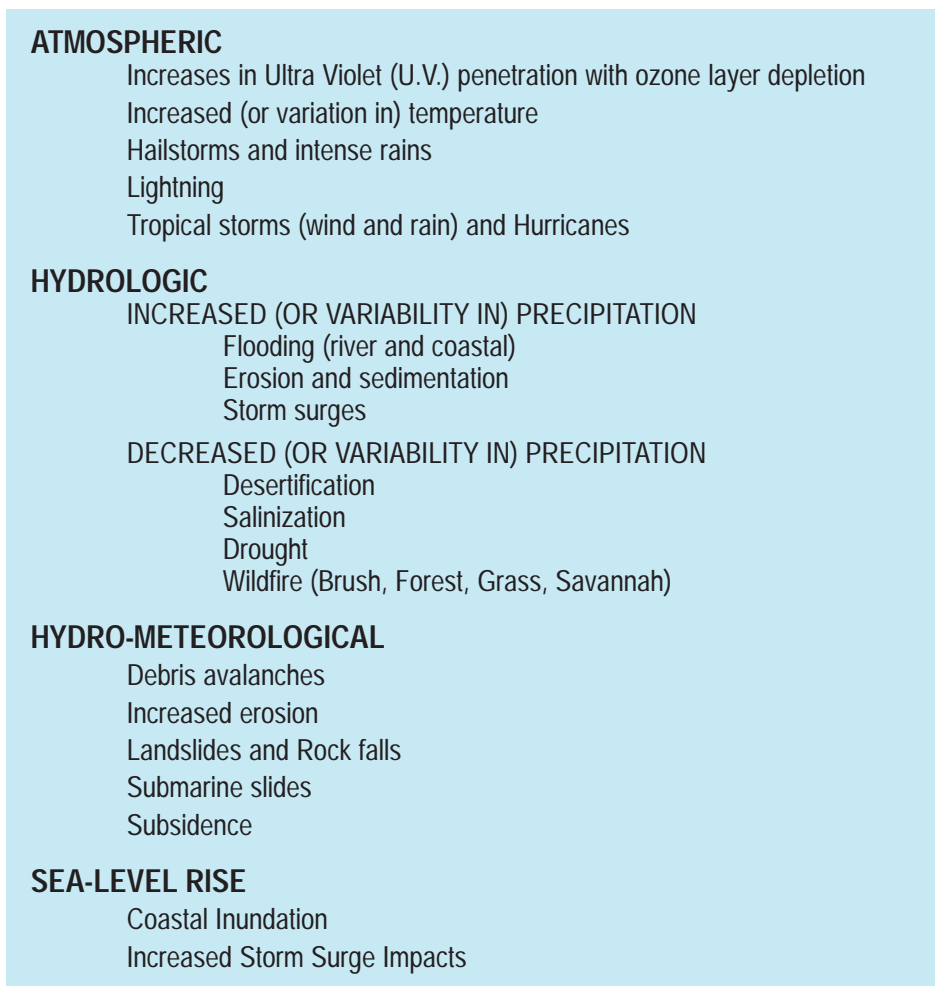 ATMOSPHERIC
Increases in Ultra Violet (U.V.) penetration with ozone layer depletion
Increased (or variation in) temperature
Hailstorms and intense rains
Lightning
Tropical storms (wind and rain) and Hurricanes
HYDROLOGIC
INCREASED (OR VARIABILITY IN) PRECIPITATION
Flooding (river and coastal)
Erosion and sedimentation
Storm surges
DECREASED (OR VARIABILITY IN) PRECIPITATION
Desertification
Salinization
Drought
Wildfire (Brush, Forest, Grass, Savannah)
HYDRO-METEOROLOGICAL
Debris avalanches
Increased erosion
Landslides and Rock falls
Submarine slides
Subsidence
SEA-LEVEL RISE
Coastal Inundation
Increased Storm Surge Impacts